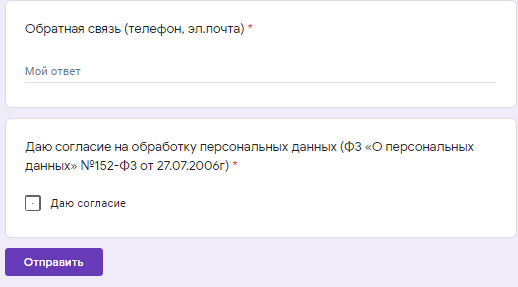 Обратная связь (телефон, эл.почта) *
Мой ответ
Даю согласие на обработку персональных данных (ФЗ «О персональных
данных» №152-ФЗ от 27.07.2006г) *
Даю согласие
Отправить